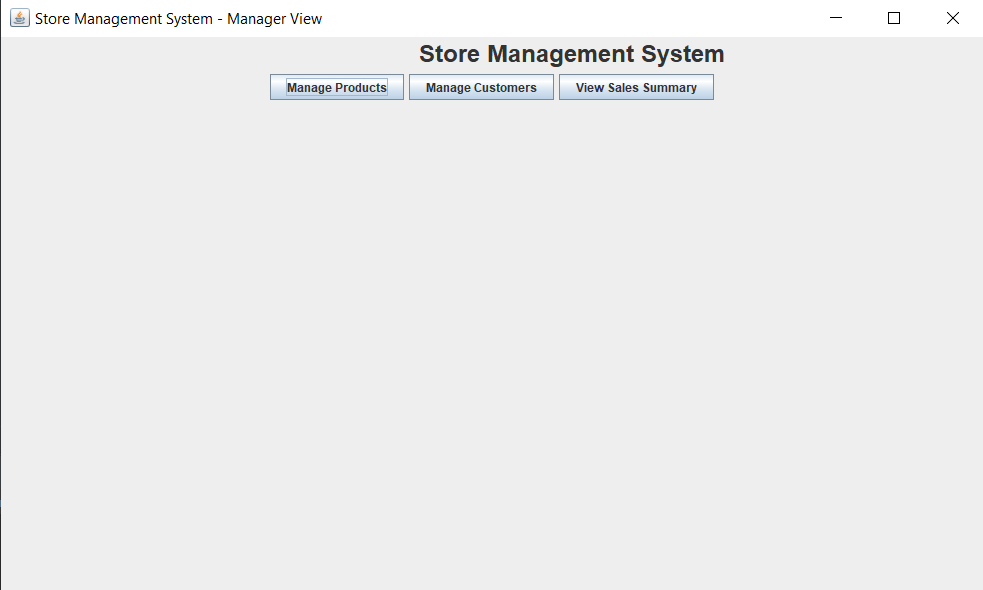 Store Management System - Manager View
Store Management System
Manage Products Manage Customers View Sales Summary